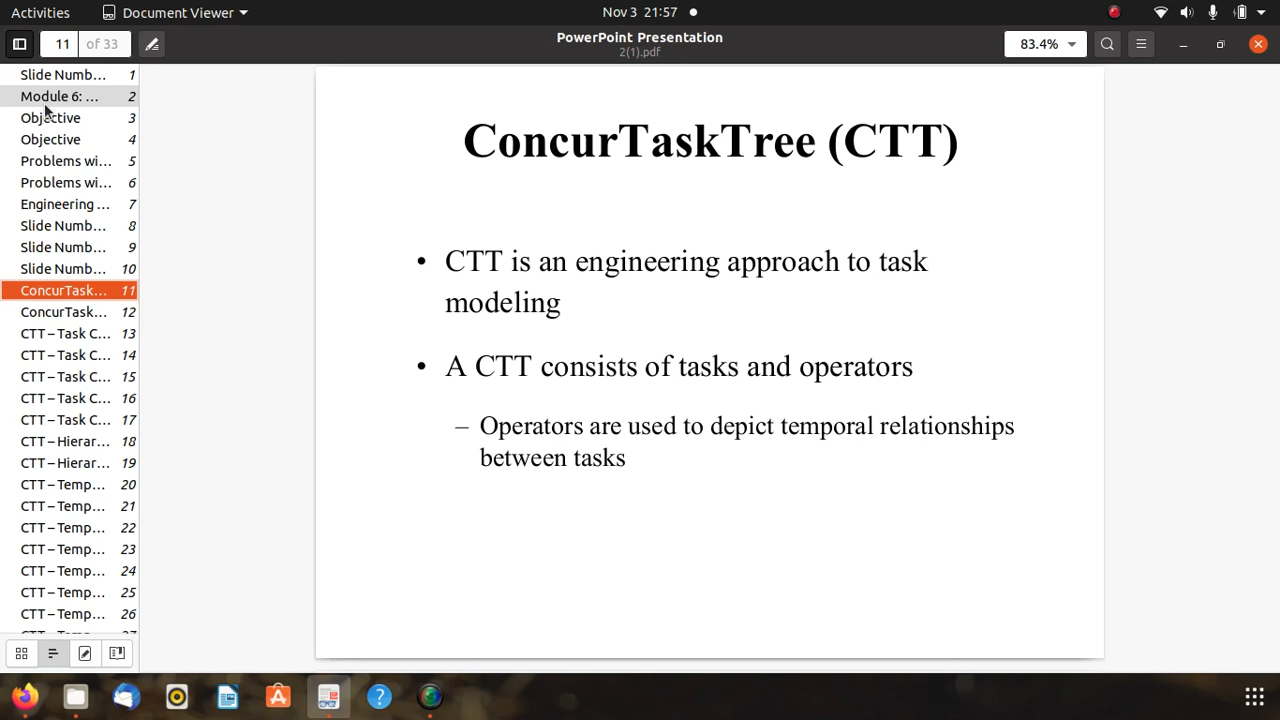 Activities
Document Viewer
Nov 3 21:57
11 of 33
PowerPoint Presentation
2(1).pdf
83.4%
Slide Numb... 1
Module 6: ... 2
Objective 3
Objective 4
Problems wi... 5
Problems wi... 6
Engineering ... 7
Slide Numb... 8
Slide Numb... 9
Slide Numb... 10
ConcurTask... 11
ConcurTask... 12
CTT – Task C... 13
CTT – Task C... 14
CTT – Task C... 15
CTT – Task C... 16
CTT – Task C... 17
CTT – Hierar... 18
CTT – Hierar... 19
CTT – Temp... 20
CTT – Temp... 21
CTT – Temp... 22
CTT – Temp... 23
CTT – Temp... 24
CTT – Temp... 25
CTT – Temp... 26
ConcurTaskTree (CTT)
• CTT is an engineering approach to task
modeling
• A CTT consists of tasks and operators
– Operators are used to depict temporal relationships
between tasks